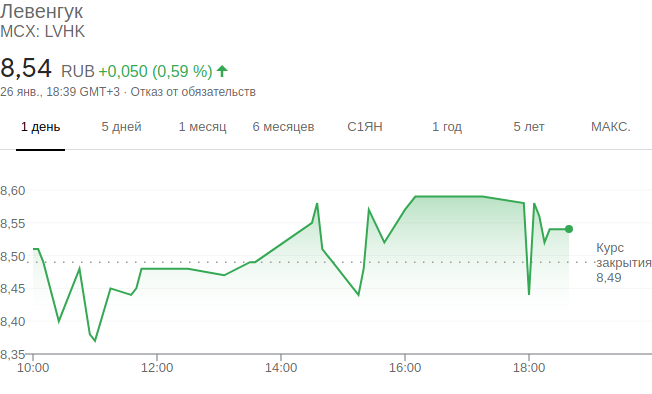 Левенгук
MCX: LVHK
8,54 RUB +0,050 (0,59 %)
26 янв., 18:39 GMT+3 · Отказ от обязательств
1 день 5 дней 1 месяц 6 месяцев С1ЯН 1 год 5 лет МАКС.
8,60
8,55
8,50
8,45
8,40
8,35
Курс
закрытия
8,49
10:00 12:00 14:00 16:00 18:00